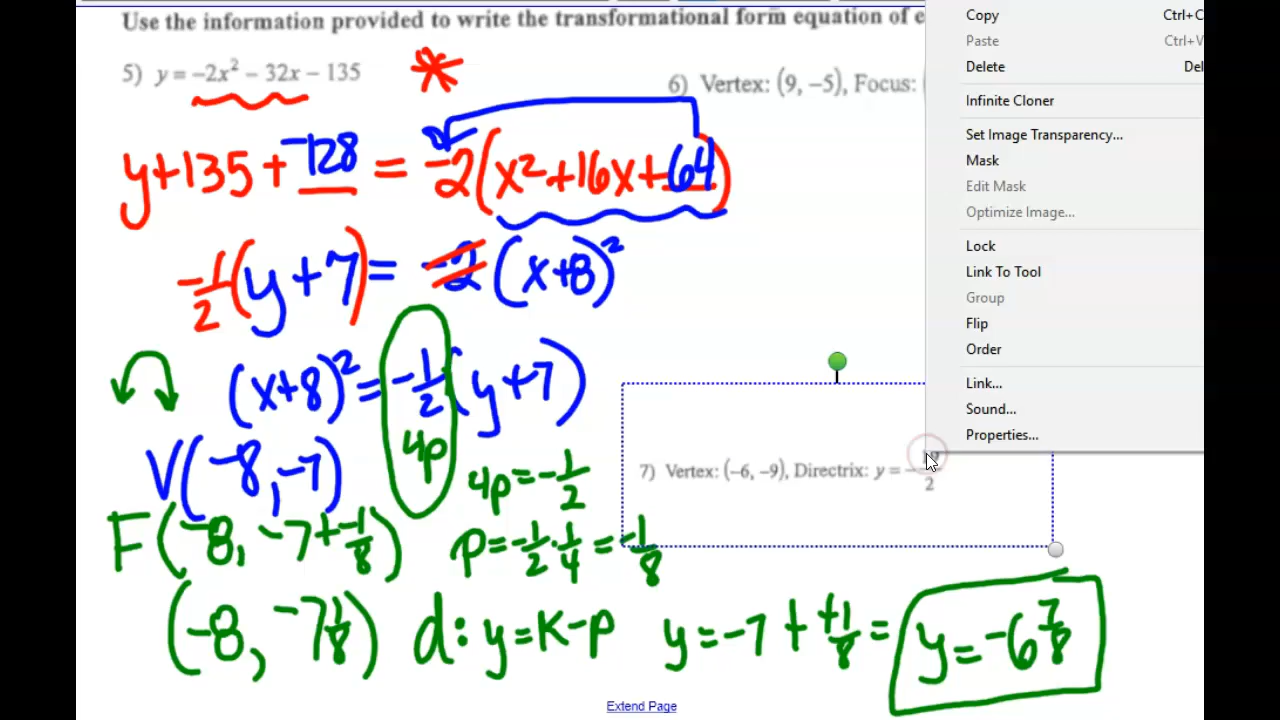 Use the information provided to write the transformational form equation of e
5) y = −2x² − 32x − 135
*
6) Vertex: (9, −5), Focus: (
y+135+-128 = -2(x²+16x+64)
-1/2(y+7)= -2(x+8)²
(x+8)²=-1/2(y+7)
4p
V(-8,-7)
4p=-1/2
F(-8,-7+-1/8)
p=-1/2·1/4=-1/8
(-8,-7 1/8)
d: y=K-p
y=-7++1/8=
y=-6 7/8
7) Vertex: (−6, −9), Directrix: y = −
2
Copy Ctrl+C
Paste Ctrl+V
Delete Del
Infinite Cloner
Set Image Transparency...
Mask
Edit Mask
Optimize Image...
Lock
Link To Tool
Group
Flip
Order
Link...
Sound...
Properties...
Extend Page